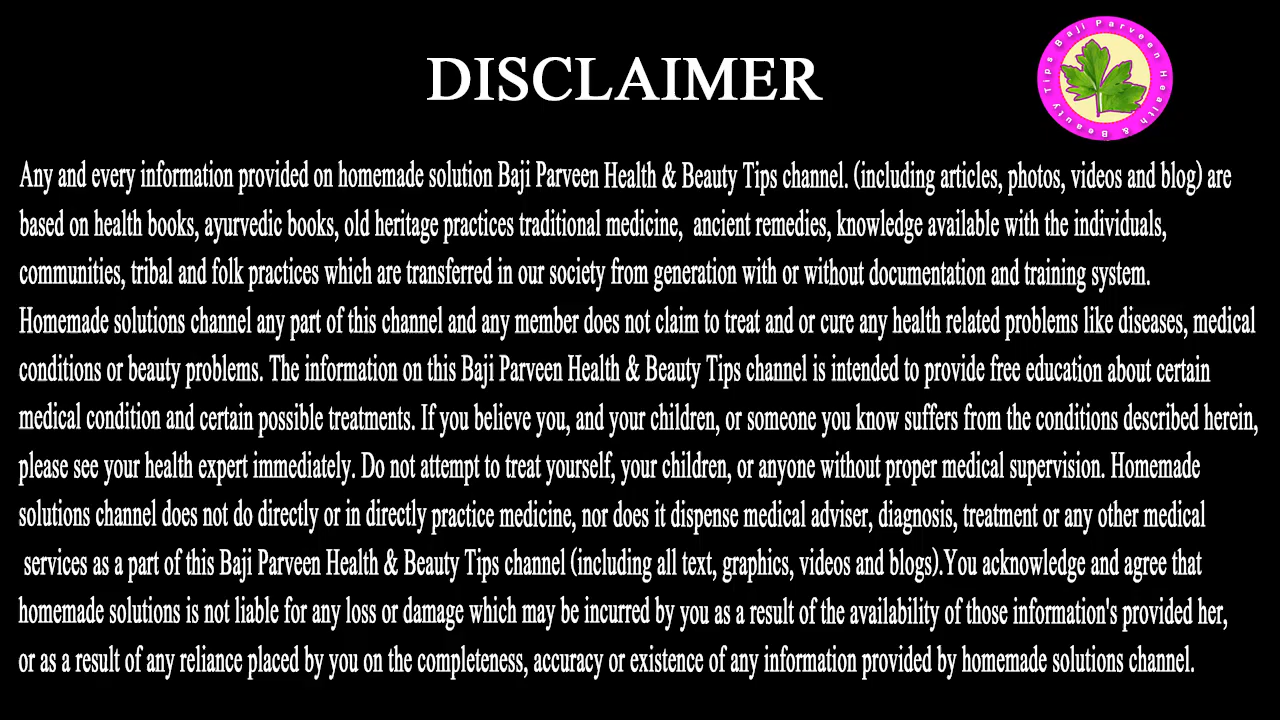 DISCLAIMER
Baji Parveen Health & Beauty Tips
Any and every information provided on homemade solution Baji Parveen Health & Beauty Tips channel. (including articles, photos, videos and blog) are
based on health books, ayurvedic books, old heritage practices traditional medicine, ancient remedies, knowledge available with the individuals,
communities, tribal and folk practices which are transferred in our society from generation with or without documentation and training system.
Homemade solutions channel any part of this channel and any member does not claim to treat and or cure any health related problems like diseases, medical
conditions or beauty problems. The information on this Baji Parveen Health & Beauty Tips channel is intended to provide free education about certain
medical condition and certain possible treatments. If you believe you, and your children, or someone you know suffers from the conditions described herein,
please see your health expert immediately. Do not attempt to treat yourself, your children, or anyone without proper medical supervision. Homemade
solutions channel does not do directly or in directly practice medicine, nor does it dispense medical adviser, diagnosis, treatment or any other medical
services as a part of this Baji Parveen Health & Beauty Tips channel (including all text, graphics, videos and blogs).You acknowledge and agree that
homemade solutions is not liable for any loss or damage which may be incurred by you as a result of the availability of those information's provided her,
or as a result of any reliance placed by you on the completeness, accuracy or existence of any information provided by homemade solutions channel.